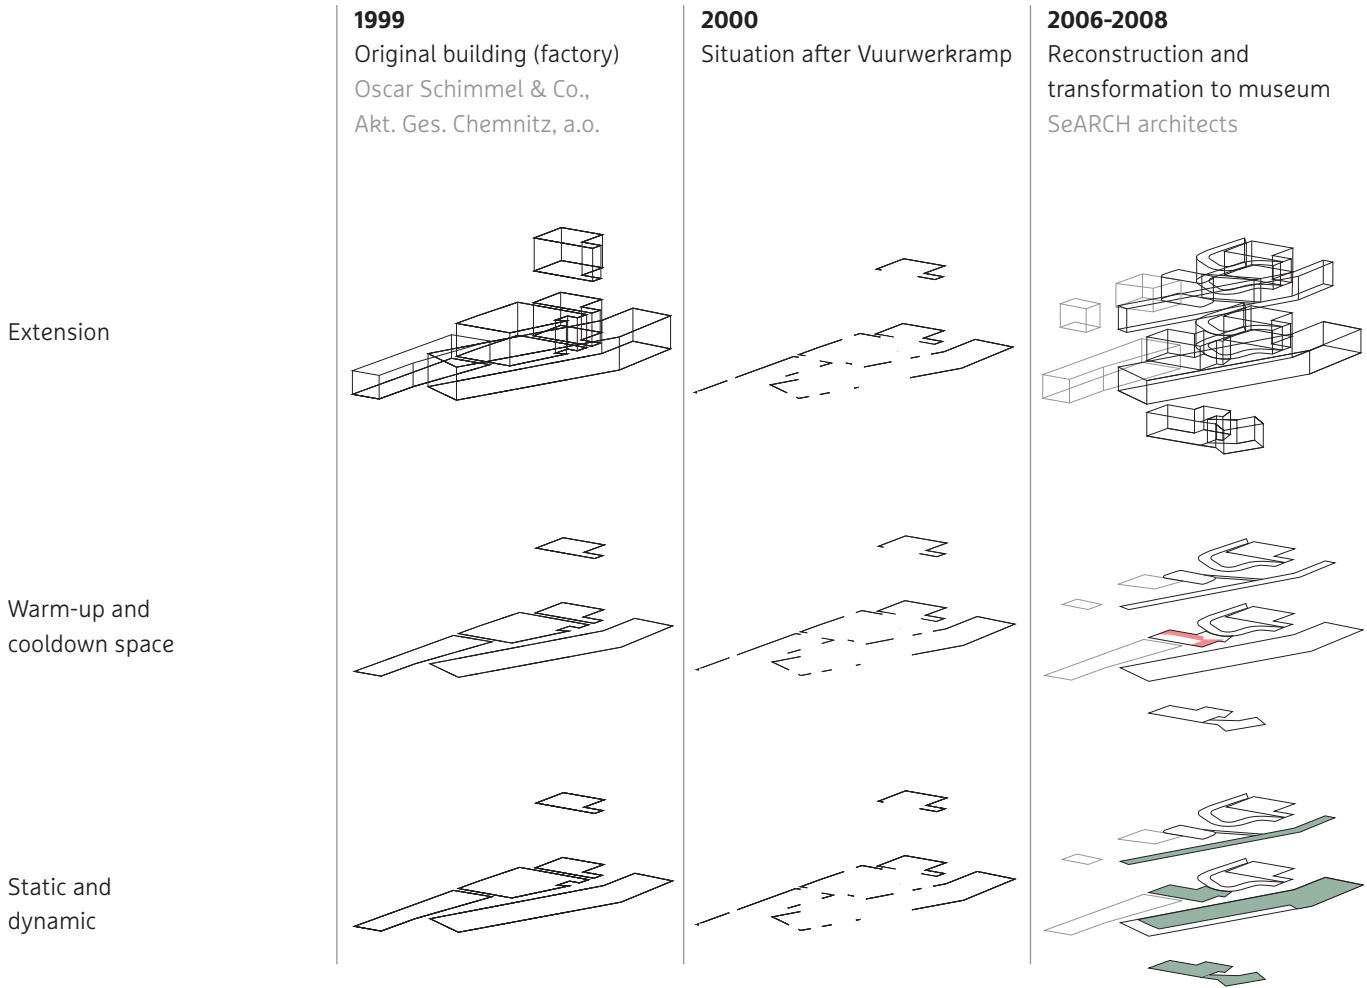 1999
Original building (factory)
Oscar Schimmel & Co.,
Akt. Ges. Chemnitz, a.o.
2000
Situation after Vuurwerkramp
2006-2008
Reconstruction and
transformation to museum
SeARCH architects
Extension
Warm-up and
cooldown space
Static and
dynamic